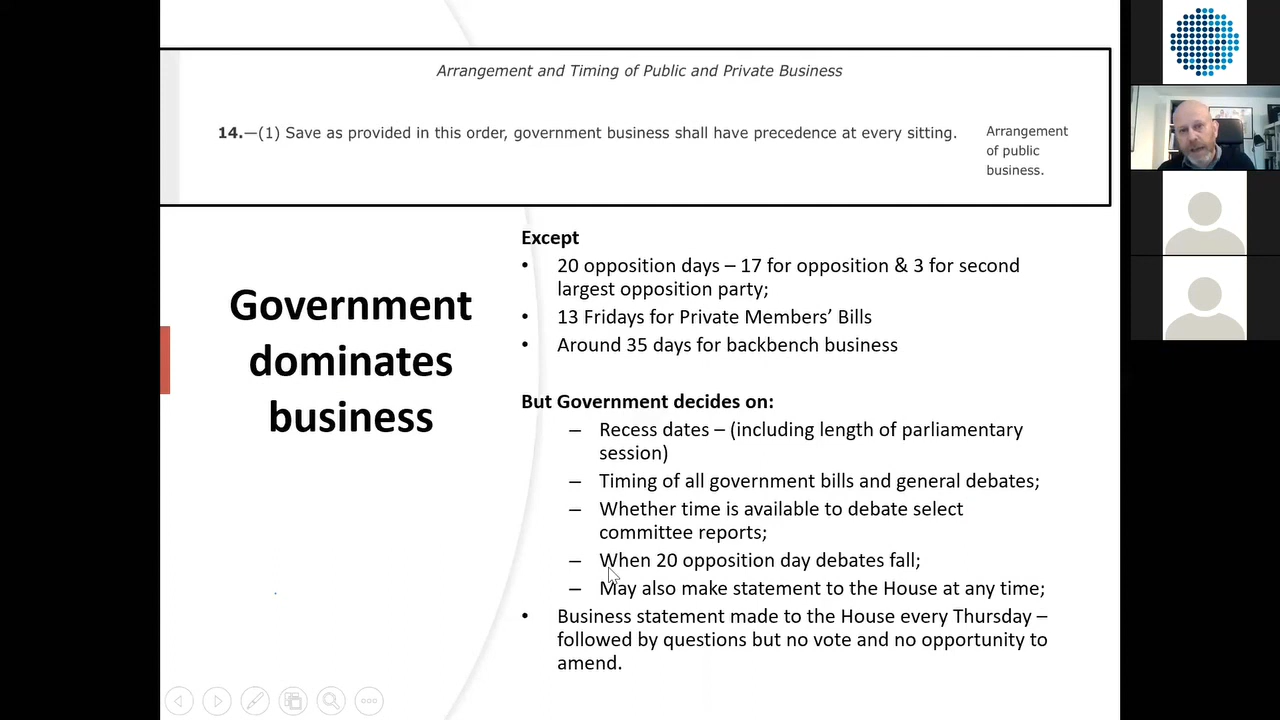 Arrangement and Timing of Public and Private Business
14.—(1) Save as provided in this order, government business shall have precedence at every sitting.
Arrangement
of public
business.
Government
dominates
business
Except
• 20 opposition days – 17 for opposition & 3 for second
largest opposition party;
• 13 Fridays for Private Members’ Bills
• Around 35 days for backbench business
But Government decides on:
– Recess dates – (including length of parliamentary
session)
– Timing of all government bills and general debates;
– Whether time is available to debate select
committee reports;
– When 20 opposition day debates fall;
– May also make statement to the House at any time;
• Business statement made to the House every Thursday –
followed by questions but no vote and no opportunity to
amend.